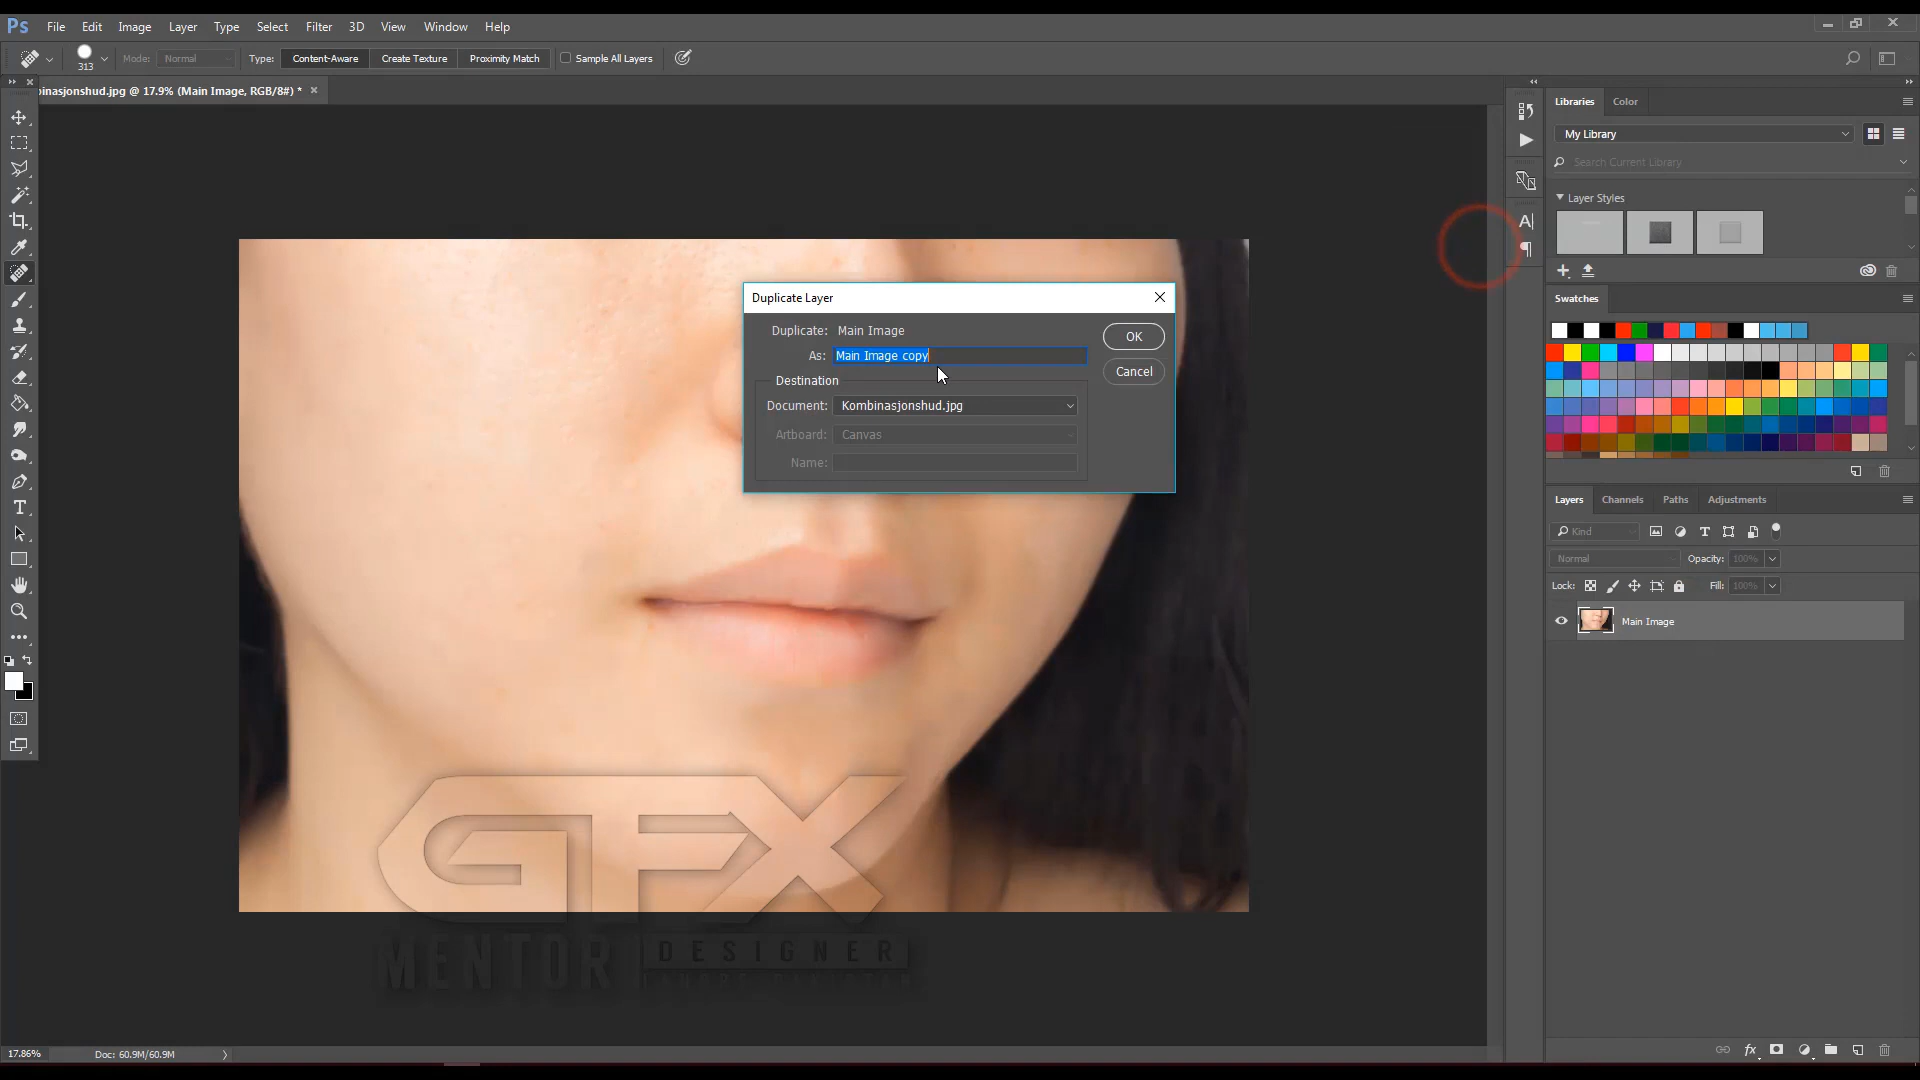 Ps File Edit Image Layer Type Select Filter 3D View Window Help
313 Mode: Normal Type: Content-Aware Create Texture Proximity Match Sample All Layers
binasjonshud.jpg @ 17.9% (Main Image, RGB/8#) *
Libraries Color
My Library
Search Current Library
Layer Styles
Swatches
Duplicate Layer
Duplicate: Main Image
As: Main Image copy
OK
Cancel
Destination
Document: Kombinasjonshud.jpg
Artboard: Canvas
Name:
Layers Channels Paths Adjustments
Kind
Normal Opacity: 100%
Lock: Fill: 100%
Main Image
GFX
MENTOR DESIGNER
17.86% Doc: 60.9M/60.9M
fx